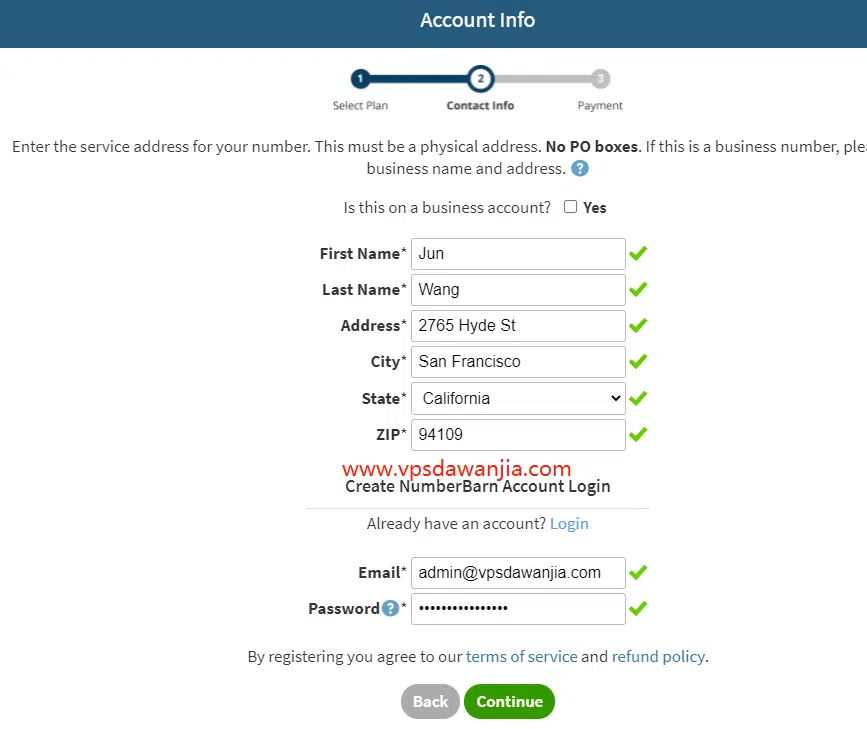 Account Info
1 2 3
Select Plan Contact Info Payment
Enter the service address for your number. This must be a physical address. No PO boxes. If this is a business number,
business name and address. ?
Is this on a business account? Yes
First Name* Jun
Last Name* Wang
Address* 2765 Hyde St
City* San Francisco
State* California
ZIP* 94109
www.vpsdawanjia.com
Create NumberBarn Account Login
Already have an account? Login
Email* admin@vpsdawanjia.com
Password ? * ••••••••••••••••
By registering you agree to our terms of service and refund policy.
Back Continue